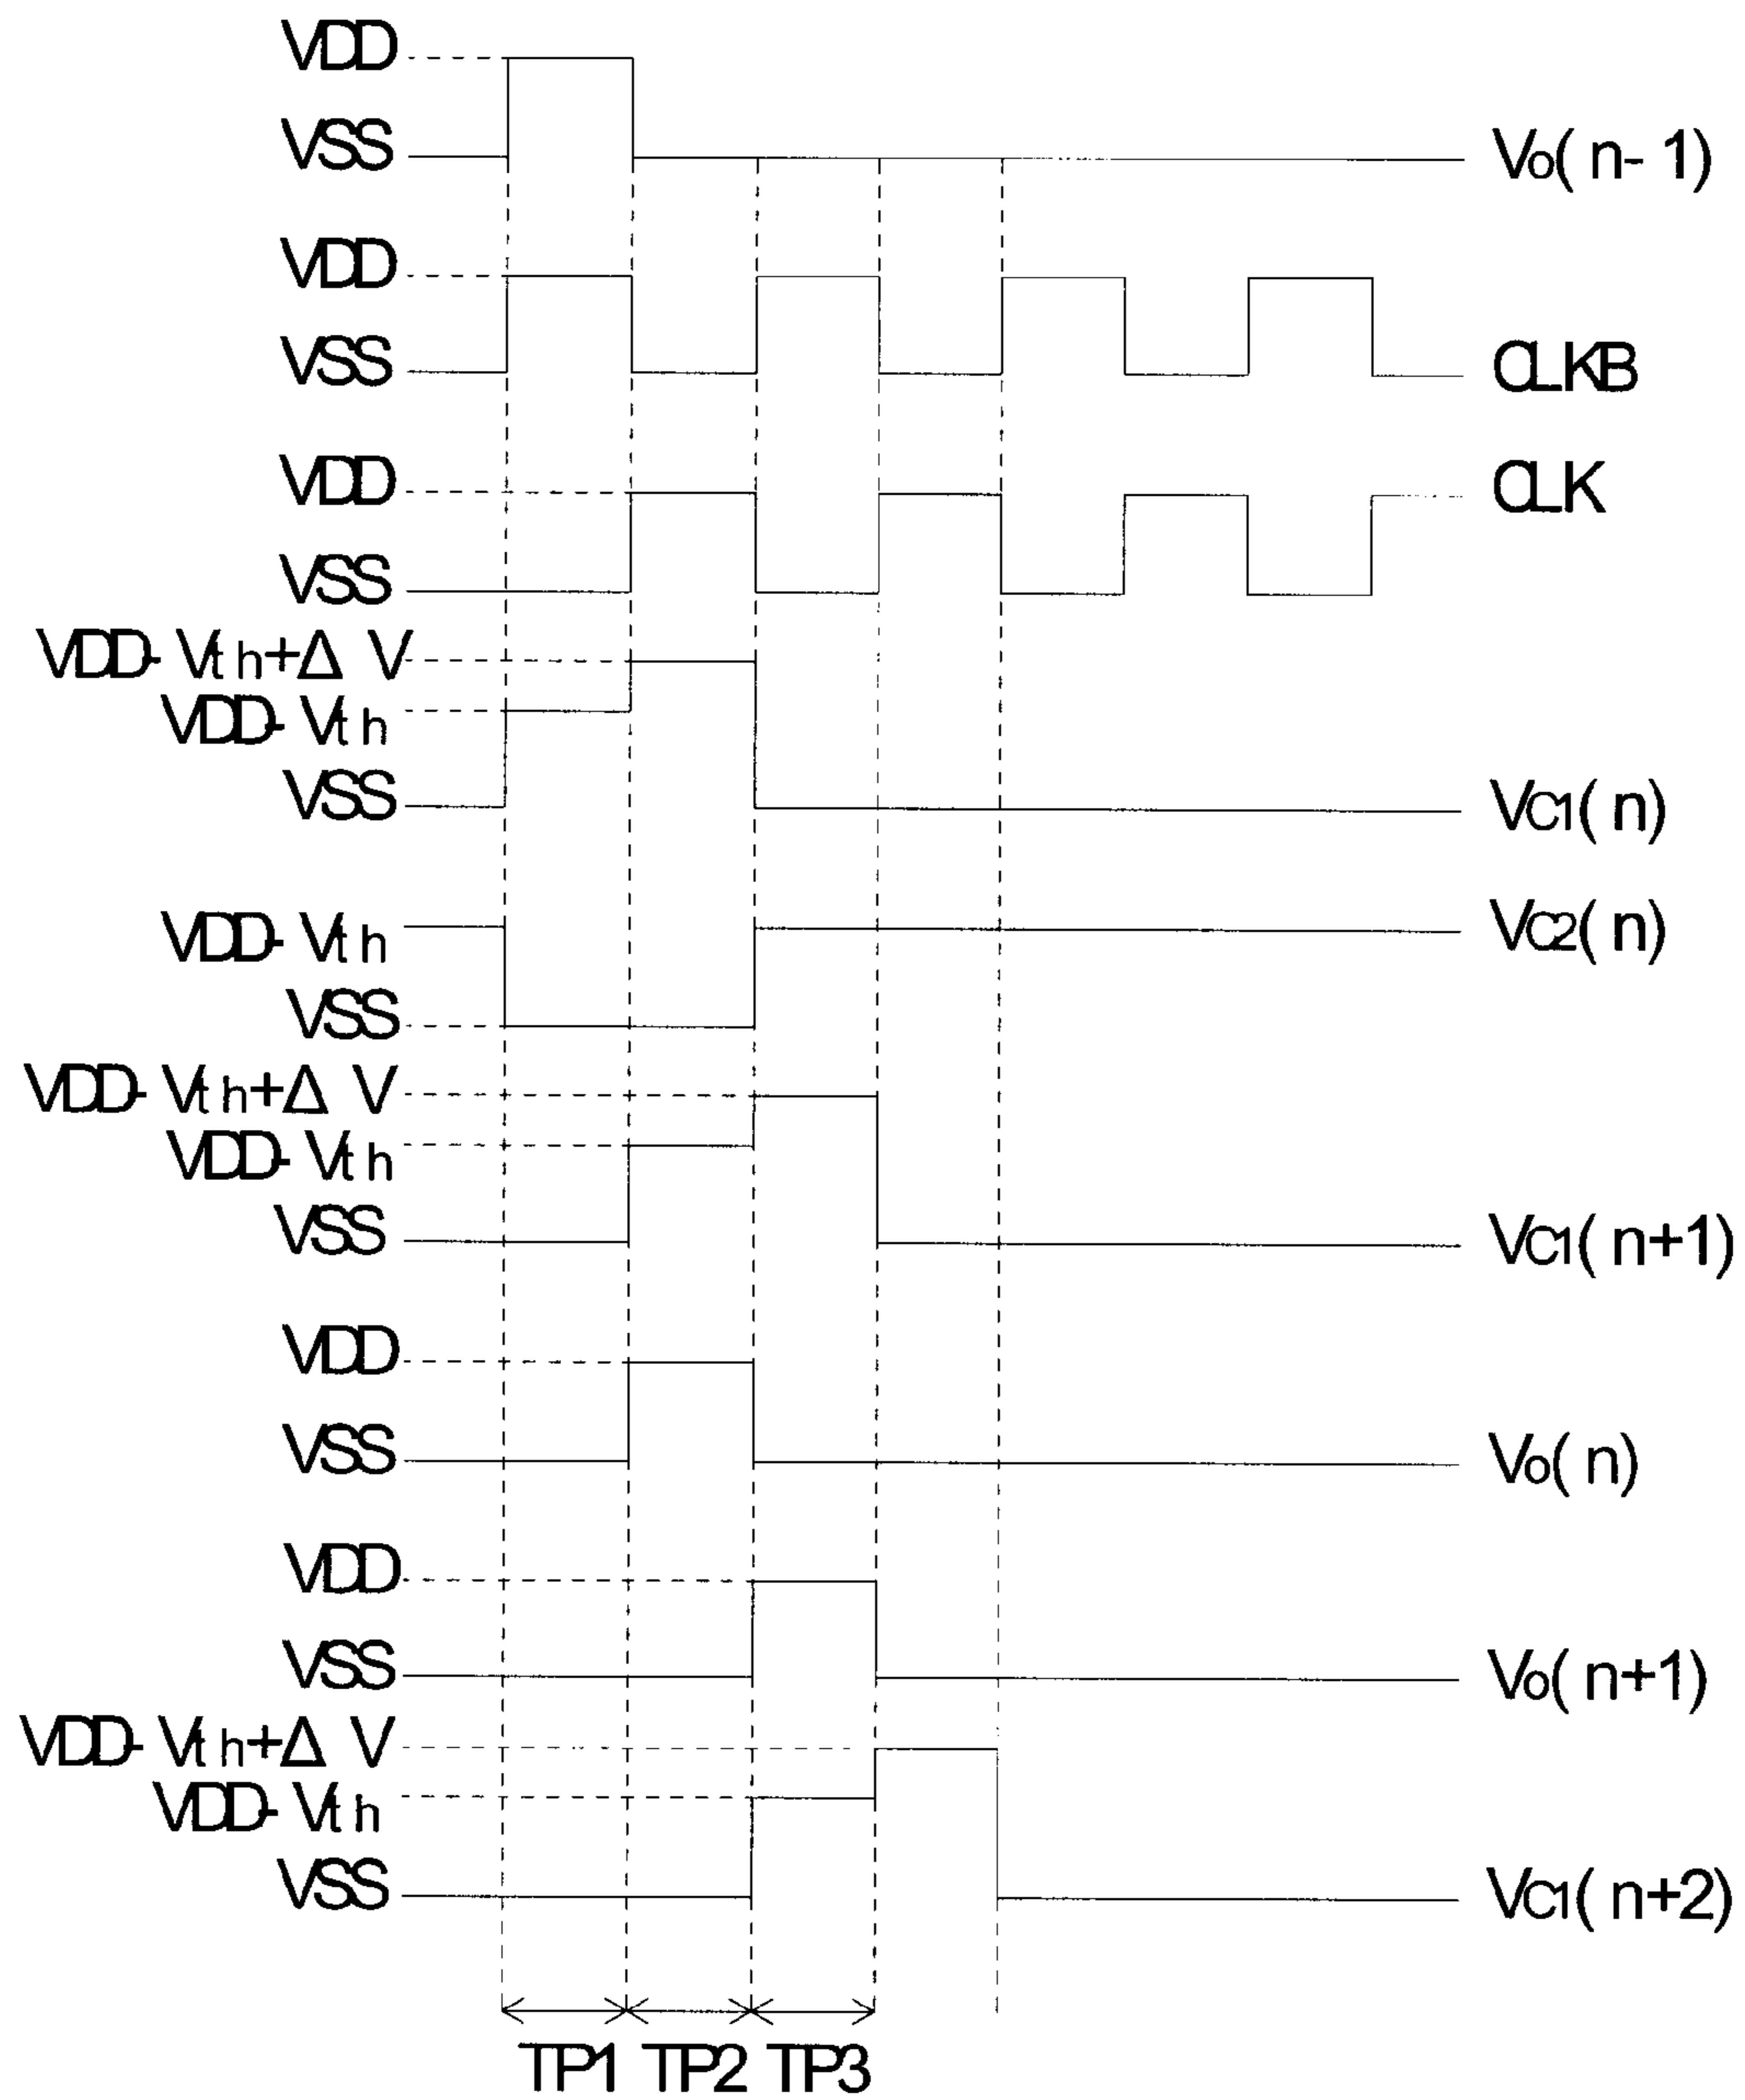 VDD
VSS
Vo(n-1)
VDD
VSS
CLKB
VDD
CLK
VSS
VDD-Vth+ΔV
VDD-Vth
VSS
VC1(n)
VDD-Vth
VC2(n)
VSS
VDD-Vth+ΔV
VDD-Vth
VSS
VC1(n+1)
VDD
VSS
Vo(n)
VDD
VSS
Vo(n+1)
VDD-Vth+ΔV
VDD-Vth
VSS
VC1(n+2)
TP1 TP2 TP3